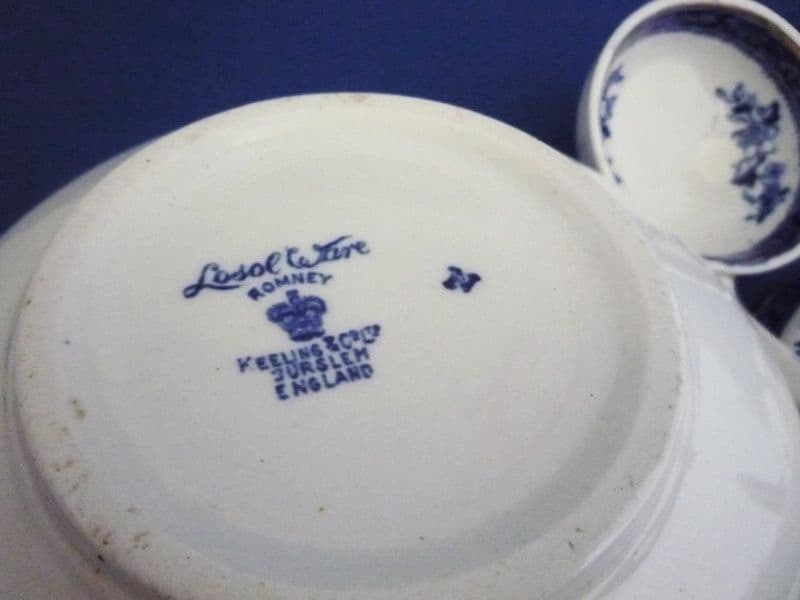 Losol Ware
ROMNEY
KEELING & CO LTD
BURSLEM
ENGLAND
N